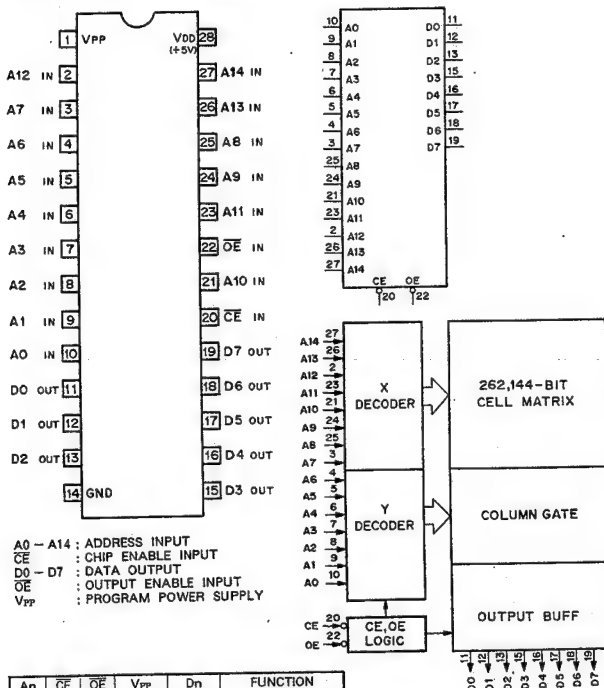 1 VPP VDD 28
(+5V)
A12 IN 2 27 A14 IN
A7 IN 3 26 A13 IN
A6 IN 4 25 A8 IN
A5 IN 5 24 A9 IN
A4 IN 6 23 A11 IN
A3 IN 7 22 OE IN
A2 IN 8 21 A10 IN
A1 IN 9 20 CE IN
A0 IN 10 19 D7 OUT
D0 OUT 11 18 D6 OUT
D1 OUT 12 17 D5 OUT
D2 OUT 13 16 D4 OUT
14 GND 15 D3 OUT
A0 – A14 : ADDRESS INPUT
CE : CHIP ENABLE INPUT
D0 – D7 : DATA OUTPUT
OE : OUTPUT ENABLE INPUT
VPP : PROGRAM POWER SUPPLY
10 A0 D0 11
9 A1 D1 12
8 A2 D2 13
7 A3 D3 15
6 A4 D4 16
5 A5 D5 17
4 A6 D6 18
3 A7 D7 19
25 A8
24 A9
21 A10
23 A11
2 A12
26 A13
27 A14
CE OE
20 22
A14 27
A13 26
A12 2
A11 23
A10 21
A9 24
A8 25
A7 3
A6 4
A5 5
A4 6
A3 7
A2 8
A1 9
A0 10
X
DECODER
Y
DECODER
262,144-BIT
CELL MATRIX
COLUMN GATE
OUTPUT BUFF
CE 20
OE 22
CE, OE
LOGIC
11 12 13 15 16 17 18 19
D0 D1 D2 D3 D4 D5 D6 D7
An CE OE VPP Dn FUNCTION